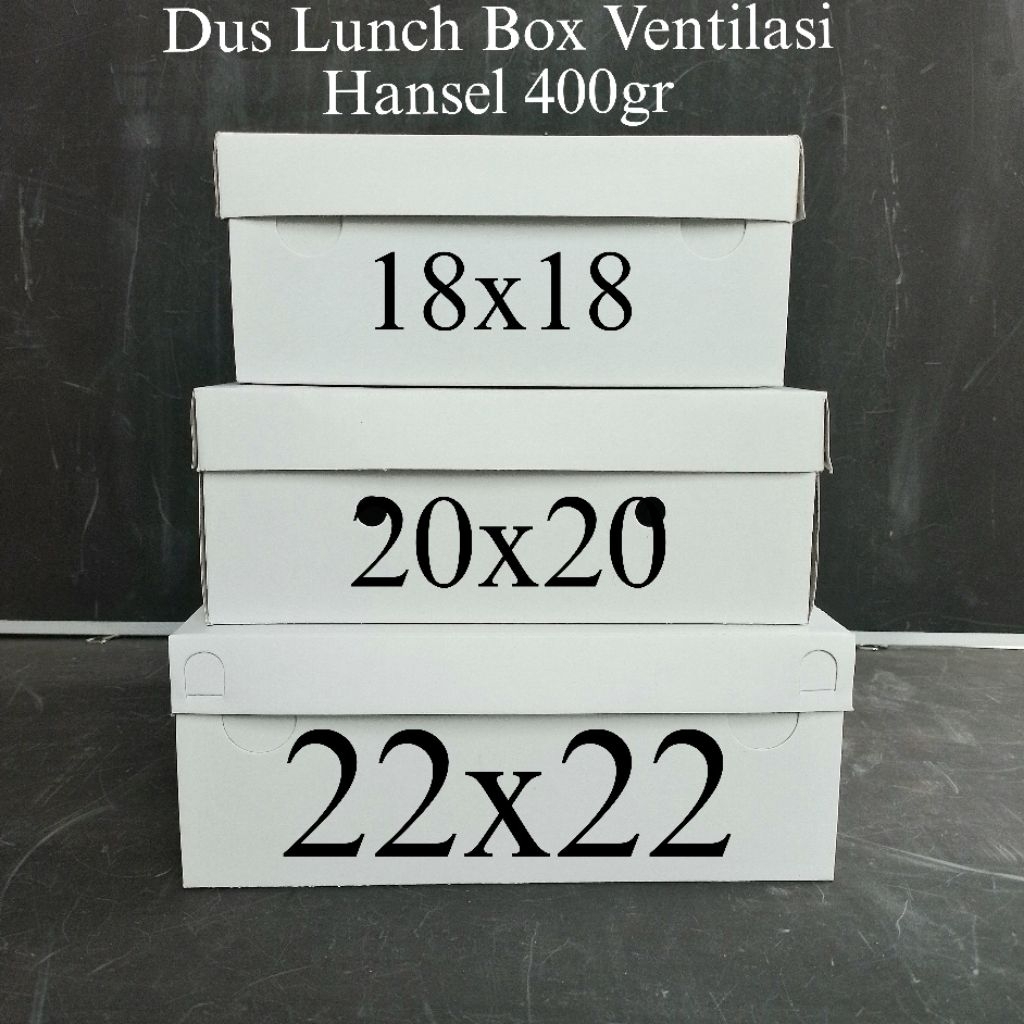 Dus Lunch Box Ventilasi
Hansel 400gr
18x18
20x20
22x22